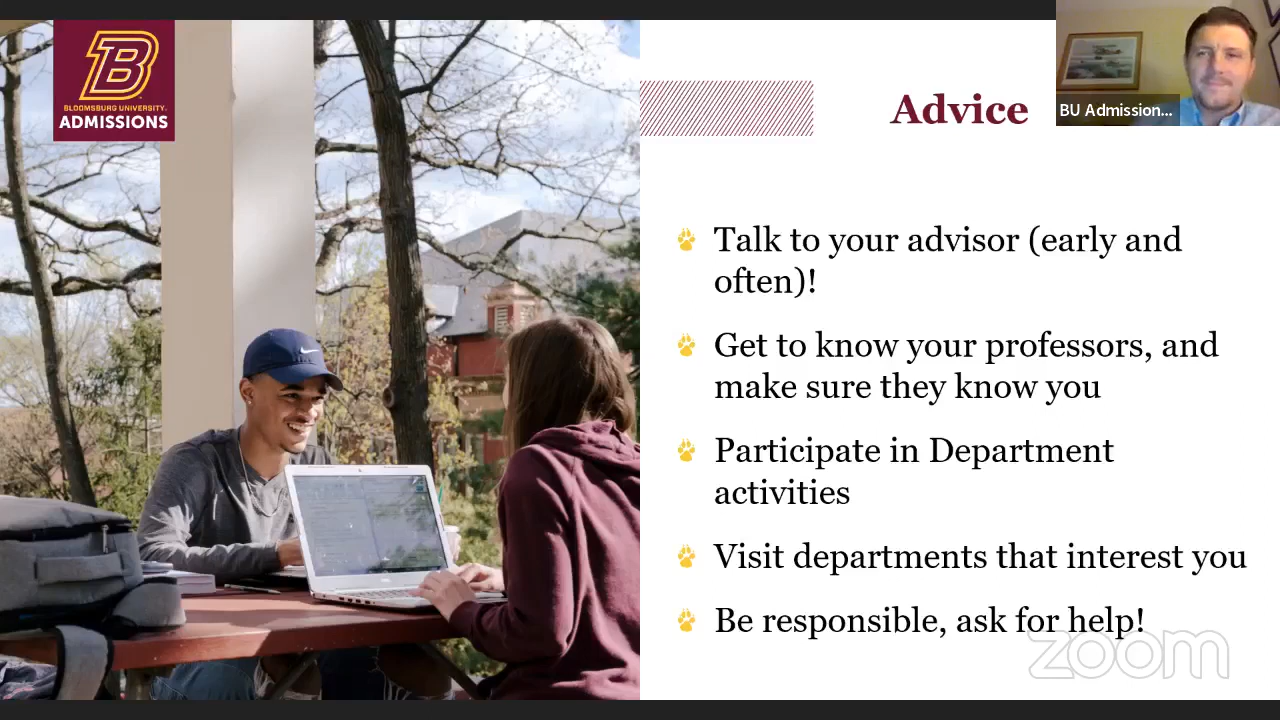 B
BLOOMSBURG UNIVERSITY.
ADMISSIONS
Advice
BU Admission...
Talk to your advisor (early and
often)!
Get to know your professors, and
make sure they know you
Participate in Department
activities
Visit departments that interest you
Be responsible, ask for help!
zoom